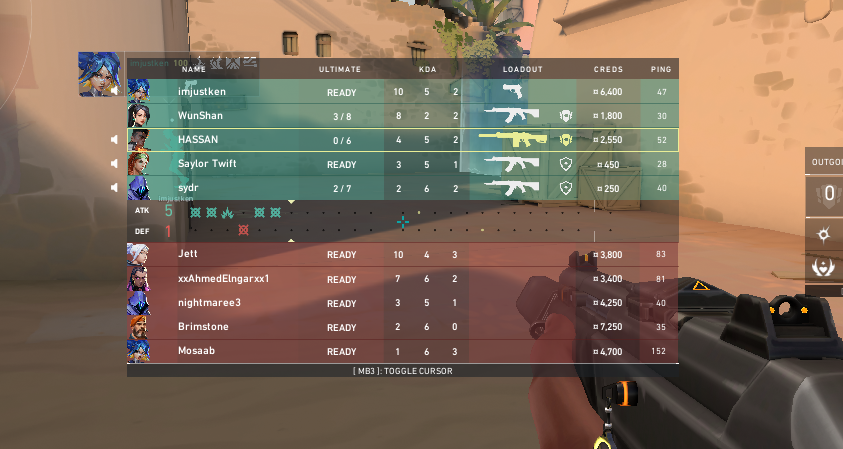 imjustken 100
NAME ULTIMATE KDA LOADOUT CREDS PING
imjustken READY 10 5 2 ¤ 6,400 47
WunShan 3 / 8 8 2 2 ¤ 1,800 30
HASSAN 0 / 6 4 5 2 ¤ 2,550 52
Saylor Twift READY 3 5 1 ¤ 450 28
sydr 2 / 7 2 6 2 ¤ 250 40
imjustken
ATK 5
DEF 1
Jett READY 10 4 3 ¤ 3,800 83
xxAhmedElngarxx1 READY 7 6 2 ¤ 3,400 81
nightmaree3 READY 3 5 1 ¤ 4,250 40
Brimstone READY 2 6 0 ¤ 7,250 35
Mosaab READY 1 6 3 ¤ 4,700 152
[ MB3 ]: TOGGLE CURSOR
OUTGOI
0